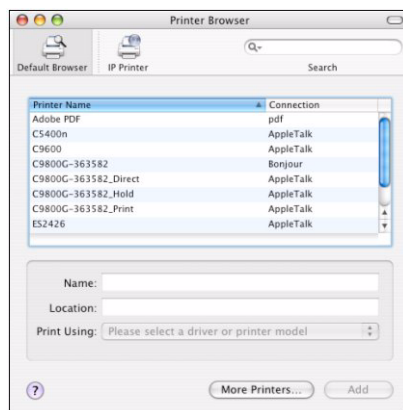 Printer Browser
Default Browser
IP Printer
Search
Printer Name Connection
Adobe PDF pdf
C5400n AppleTalk
C9600 AppleTalk
C9800G-363582 Bonjour
C9800G-363582_Direct AppleTalk
C9800G-363582_Hold AppleTalk
C9800G-363582_Print AppleTalk
ES2426 AppleTalk
Name:
Location:
Print Using: Please select a driver or printer model
? More Printers... Add